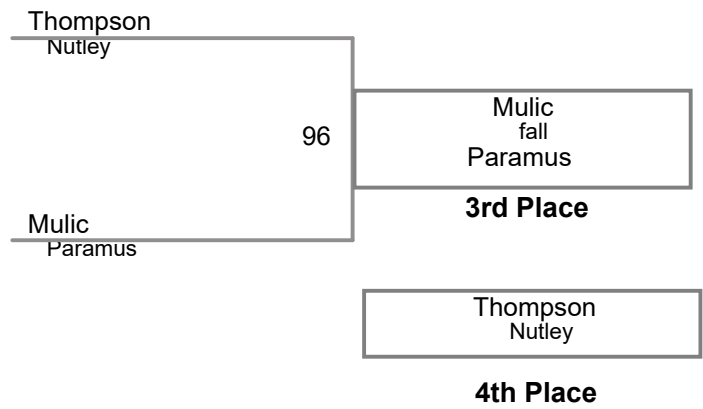 Thompson
Nutley
96
Mulic
fall
Paramus
3rd Place
Mulic
Paramus
Thompson
Nutley
4th Place